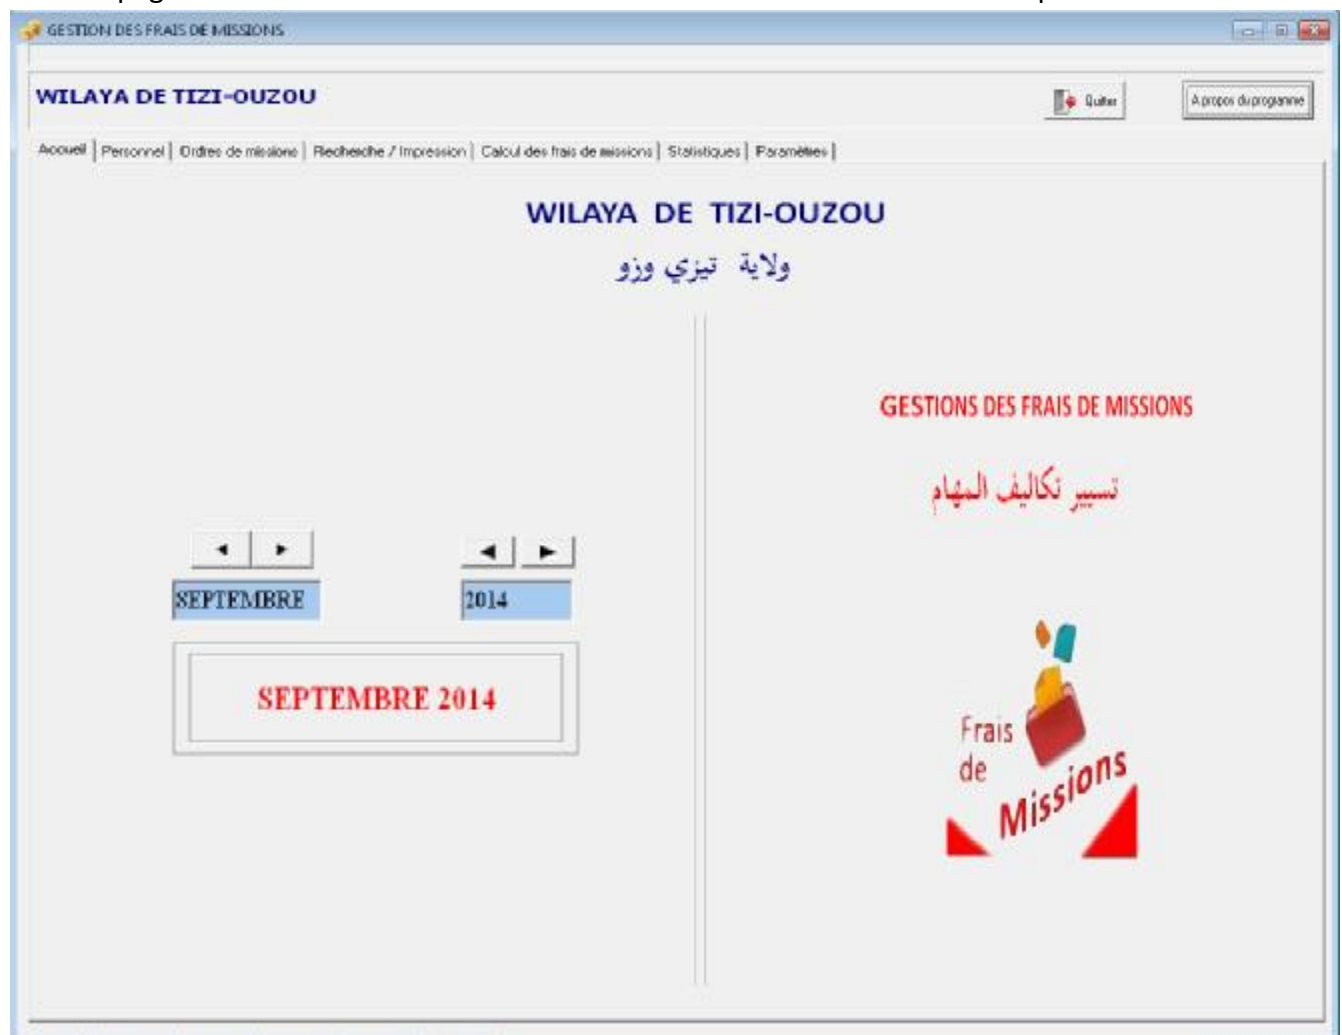 GESTION DES FRAIS DE MISSIONS
WILAYA DE TIZI-OUZOU
Quitter
A propos du programme
Accueil Personnel Ordres de missions Recherche / Impression Calcul des frais de missions Statistiques Paramètres
WILAYA DE TIZI-OUZOU
ولاية تيزي وزو
GESTIONS DES FRAIS DE MISSIONS
تسيير تكاليف المهام
SEPTEMBRE
2014
SEPTEMBRE 2014
Frais
de
Missions